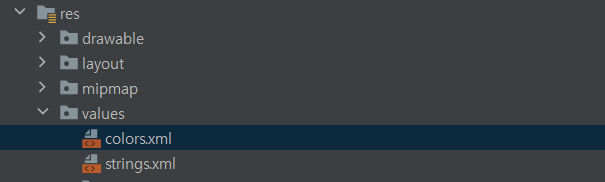 res
drawable
layout
mipmap
values
colors.xml
strings.xml